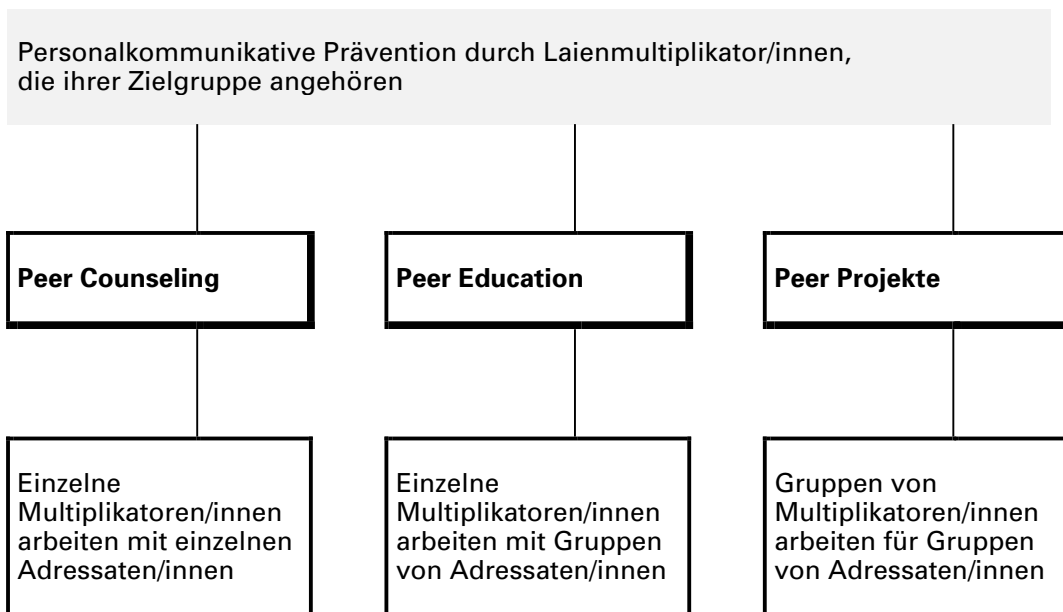 Personalkommunikative Prävention durch Laienmultiplikator/innen,
die ihrer Zielgruppe angehören
Peer Counseling
Peer Education
Peer Projekte
Einzelne
Multiplikatoren/innen
arbeiten mit einzelnen
Adressaten/innen
Einzelne
Multiplikatoren/innen
arbeiten mit Gruppen
von Adressaten/innen
Gruppen von
Multiplikatoren/innen
arbeiten für Gruppen
von Adressaten/innen